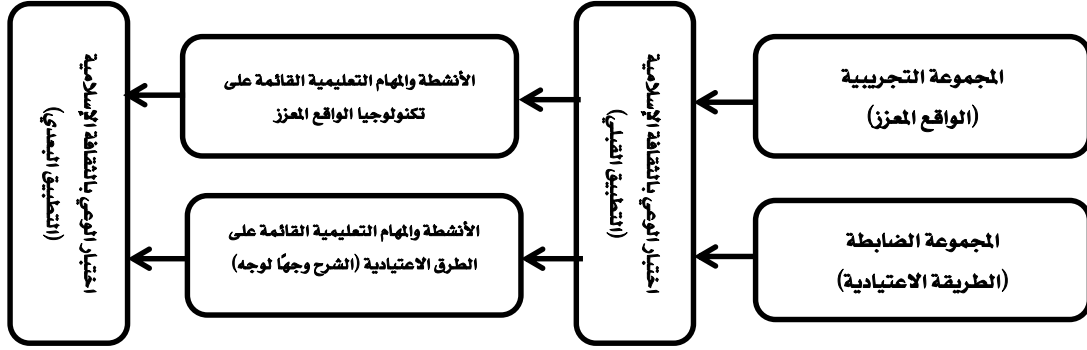 المجموعة التجريبية
(الواقع المعزز)
المجموعة الضابطة
(الطريقة الاعتيادية)
اختبار الوعي بالثقافة الإسلامية
(التطبيق القبلي)
الأنشطة والمهام التعليمية القائمة على
تكنولوجيا الواقع المعزز
الأنشطة والمهام التعليمية القائمة على
الطرق الاعتيادية (الشرح وجهًا لوجه)
اختبار الوعي بالثقافة الإسلامية
(التطبيق البعدي)